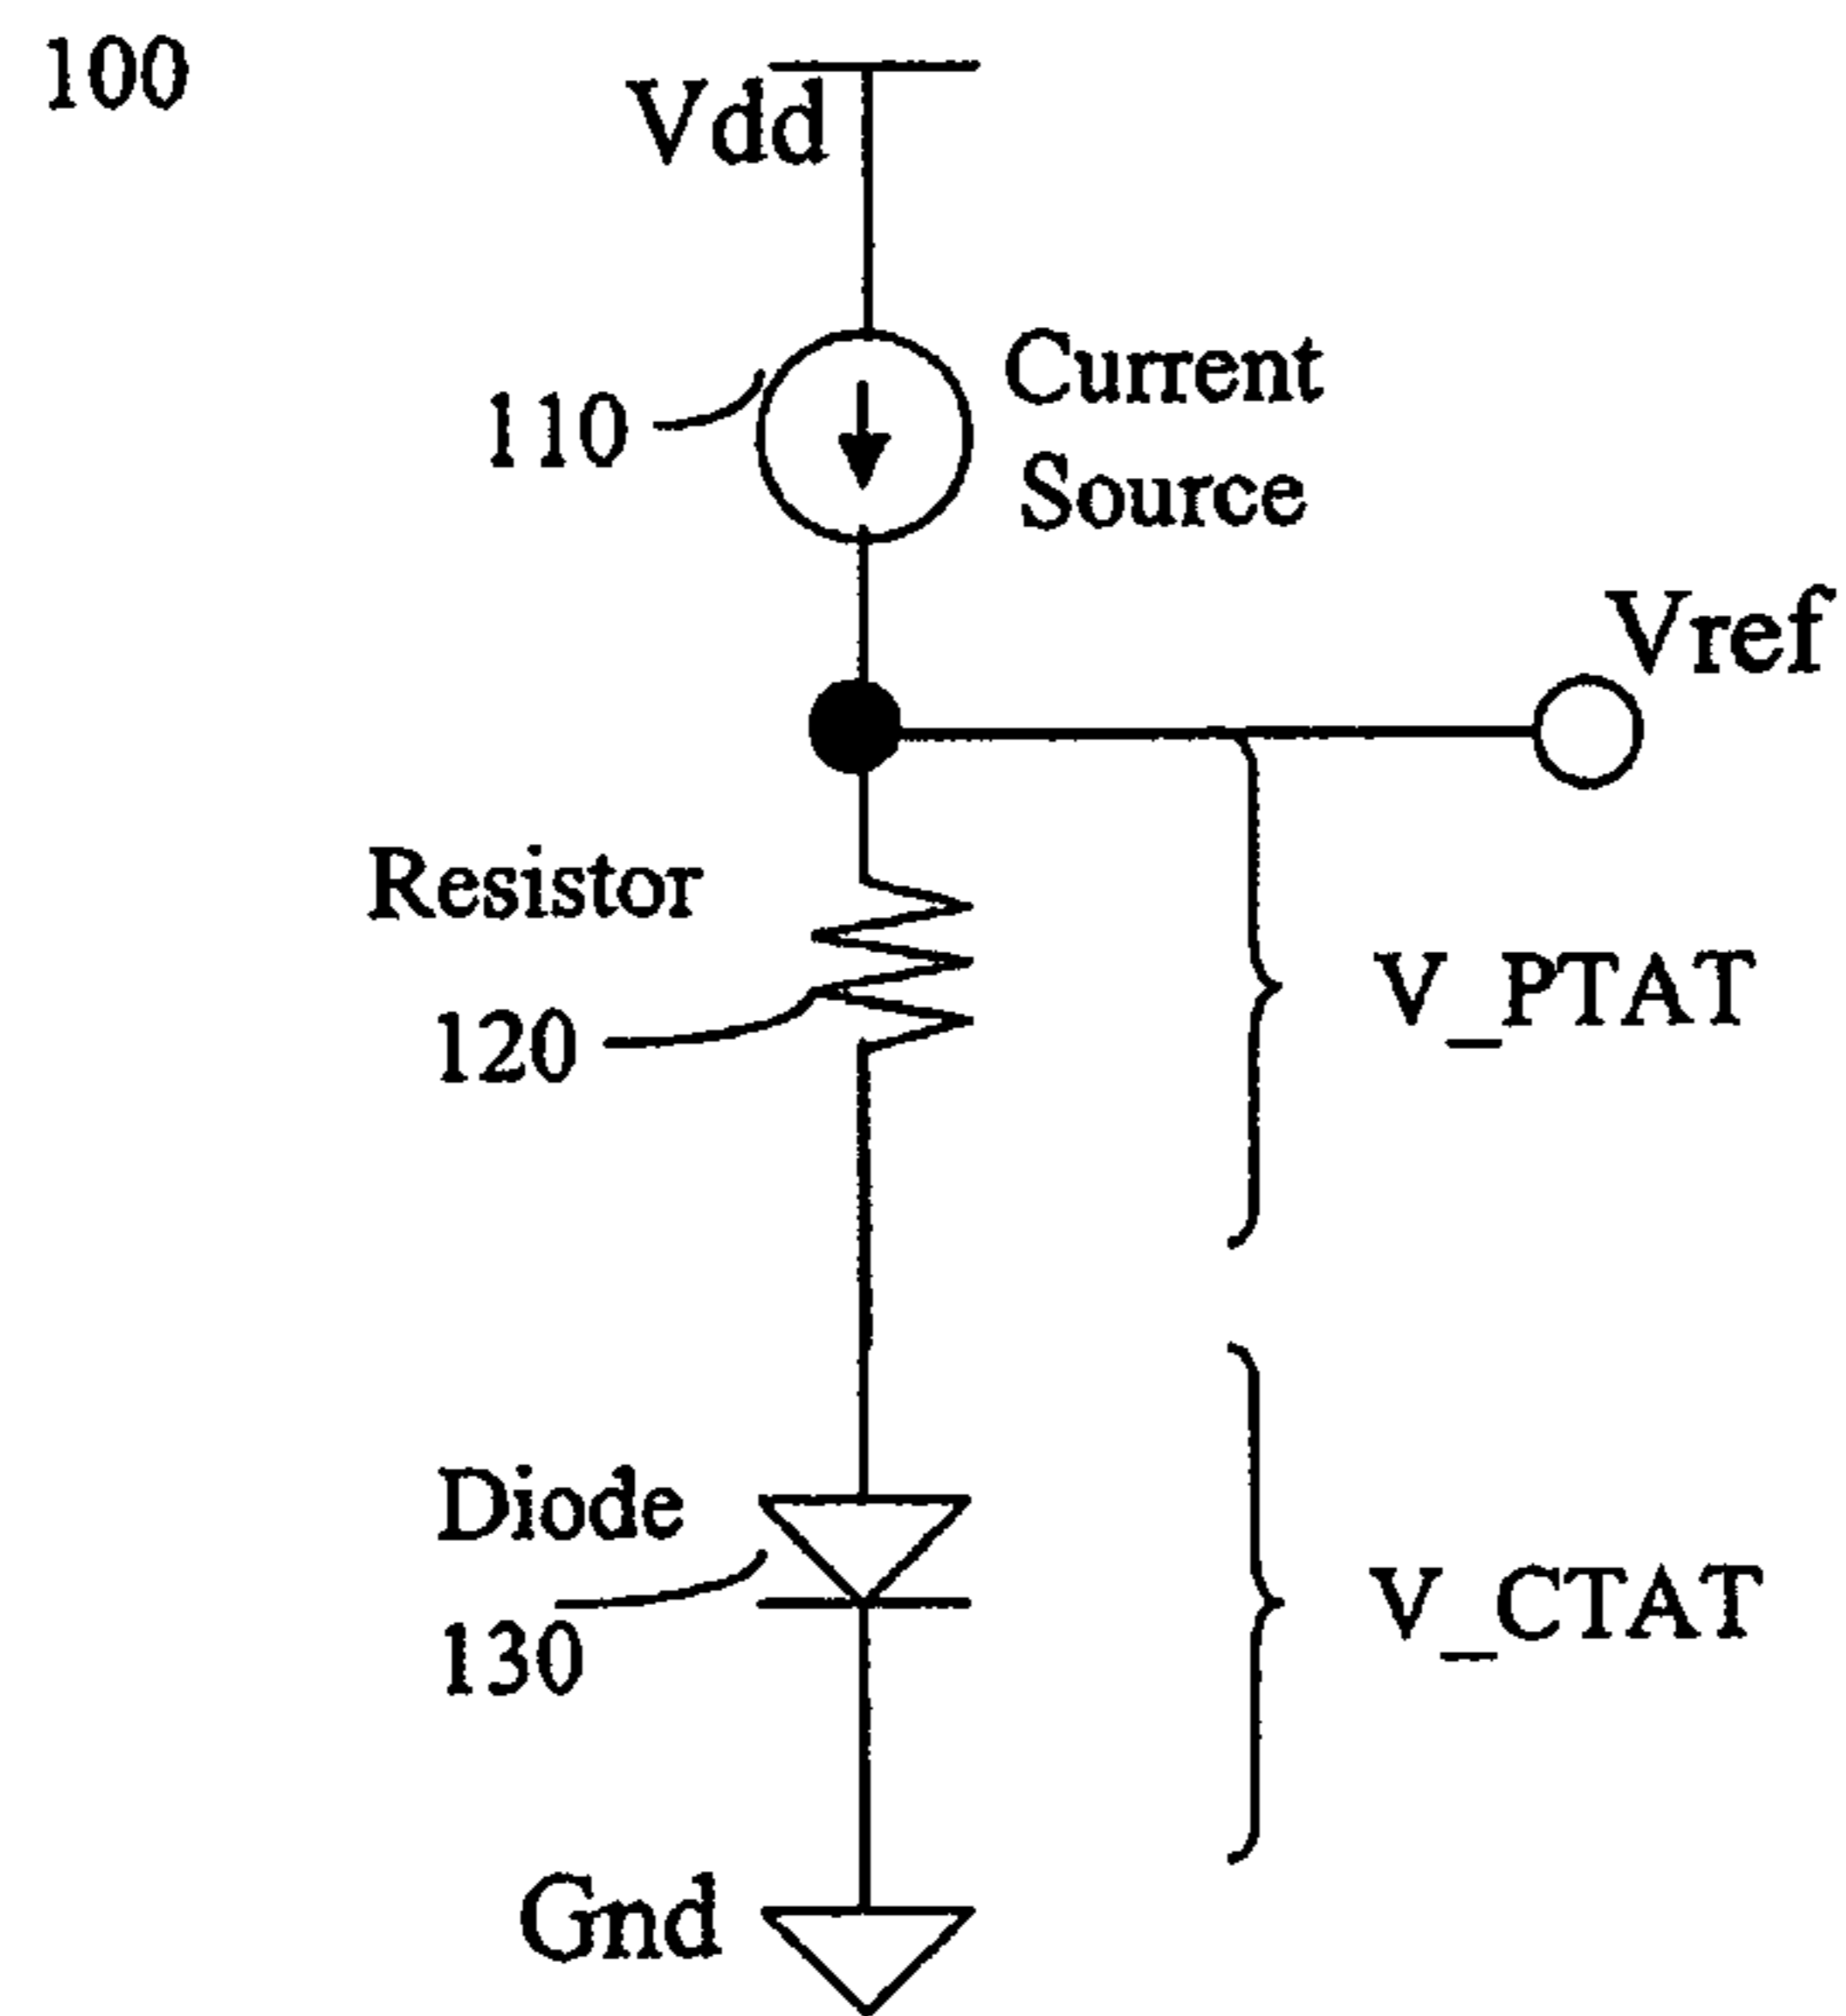 100
Vdd
110
Current
Source
Vref
Resistor
120
V_PTAT
Diode
130
V_CTAT
Gnd